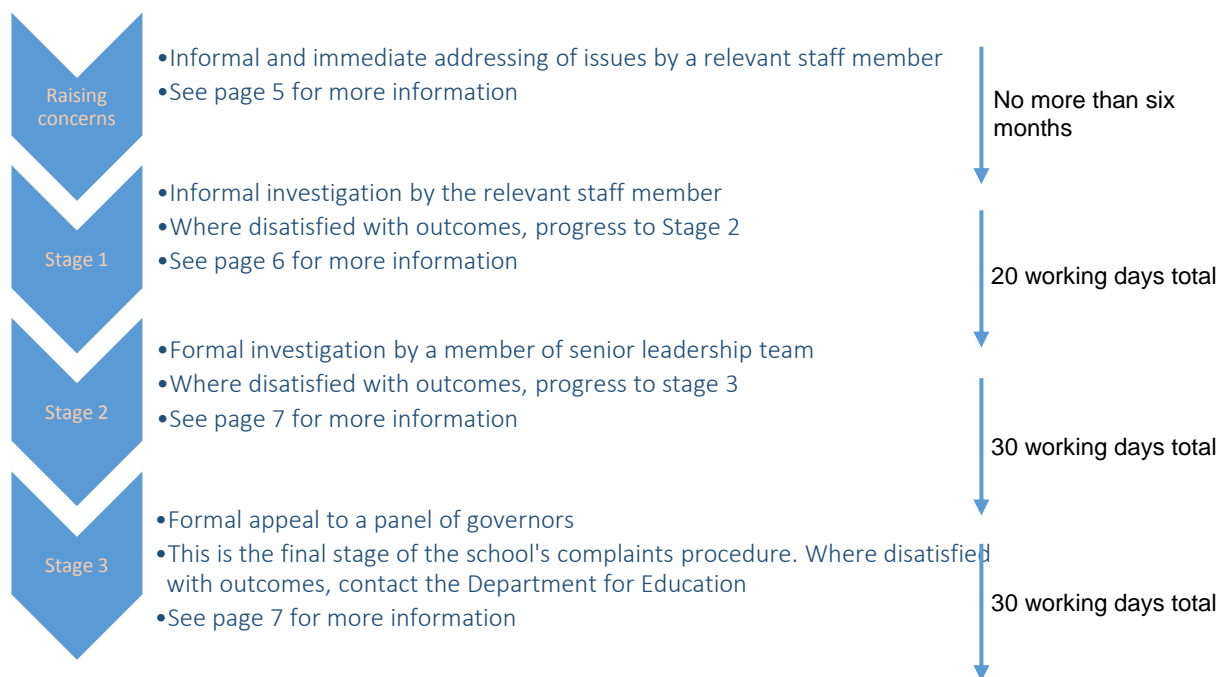 Raising
concerns
•Informal and immediate addressing of issues by a relevant staff member
•See page 5 for more information
No more than six
months
Stage 1
•Informal investigation by the relevant staff member
•Where disatisfied with outcomes, progress to Stage 2
•See page 6 for more information
20 working days total
Stage 2
•Formal investigation by a member of senior leadership team
•Where disatisfied with outcomes, progress to stage 3
•See page 7 for more information
30 working days total
Stage 3
•Formal appeal to a panel of governors
•This is the final stage of the school's complaints procedure. Where disatisfied
with outcomes, contact the Department for Education
•See page 7 for more information
30 working days total